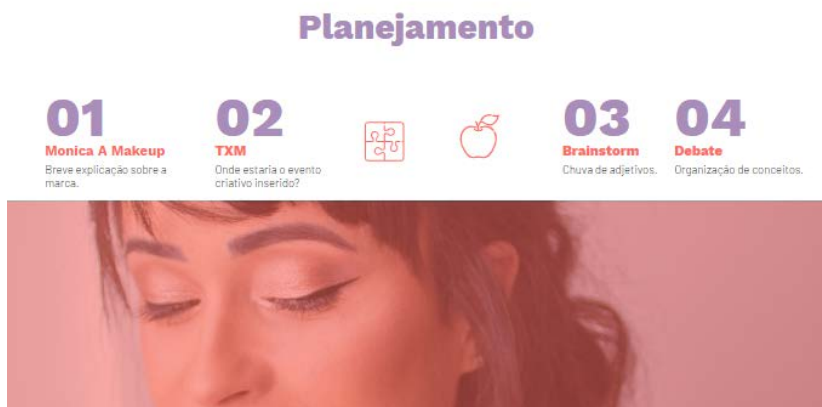 Planejamento
01
Monica A Makeup
Breve explicação sobre a
marca.
02
TXM
Onde estaria o evento
criativo inserido?
03
Brainstorm
Chuva de adjetivos.
04
Debate
Organização de conceitos.